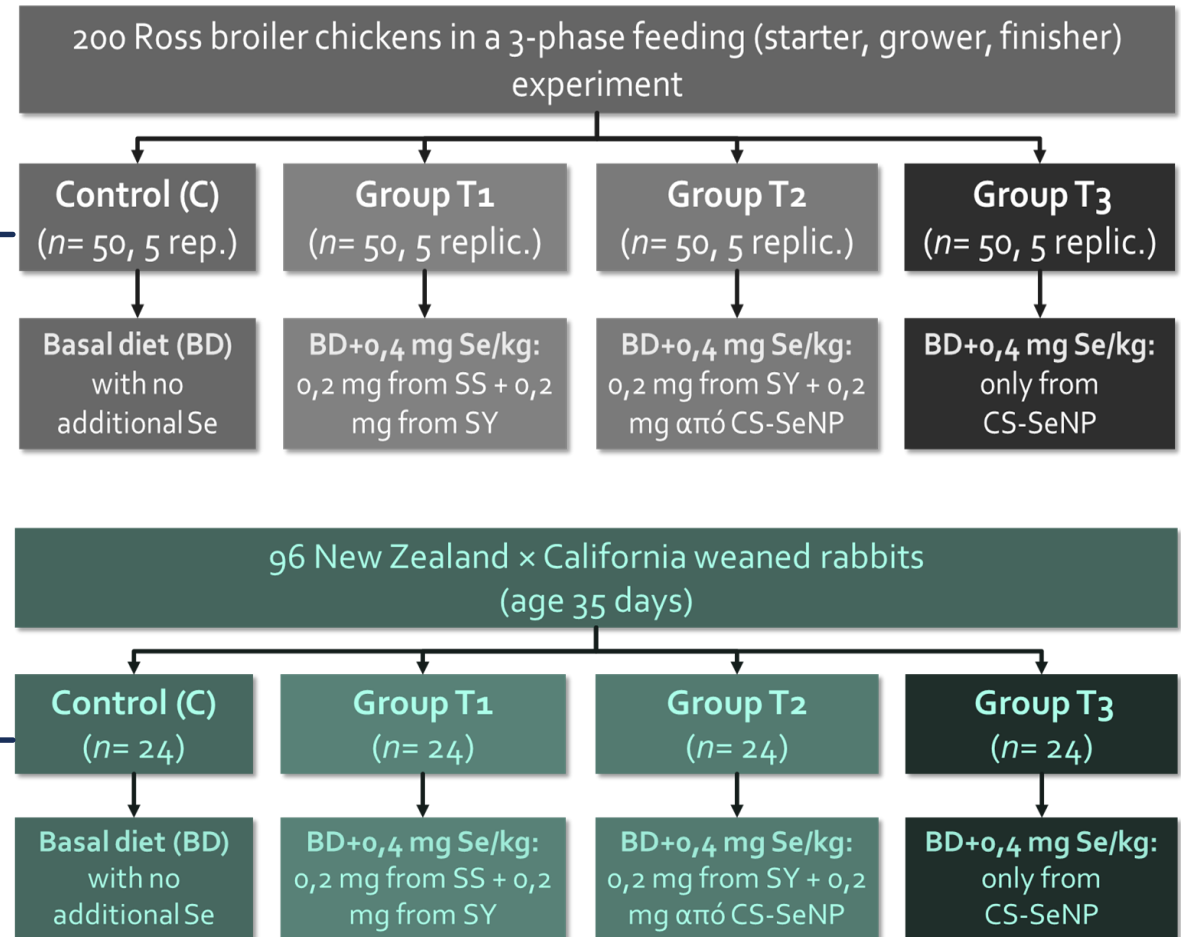 200 Ross broiler chickens in a 3-phase feeding (starter, grower, finisher)
experiment
Control (C)
(n= 50, 5 rep.)
Group T1
(n= 50, 5 replic.)
Group T2
(n= 50, 5 replic.)
Group T3
(n= 50, 5 replic.)
Basal diet (BD)
with no
additional Se
BD+0,4 mg Se/kg:
0,2 mg from SS + 0,2
mg from SY
BD+0,4 mg Se/kg:
0,2 mg from SY + 0,2
mg από CS-SeNP
BD+0,4 mg Se/kg:
only from
CS-SeNP
96 New Zealand × California weaned rabbits
(age 35 days)
Control (C)
(n= 24)
Group T1
(n= 24)
Group T2
(n= 24)
Group T3
(n= 24)
Basal diet (BD)
with no
additional Se
BD+0,4 mg Se/kg:
0,2 mg from SS + 0,2
mg from SY
BD+0,4 mg Se/kg:
0,2 mg from SY + 0,2
mg από CS-SeNP
BD+0,4 mg Se/kg:
only from
CS-SeNP